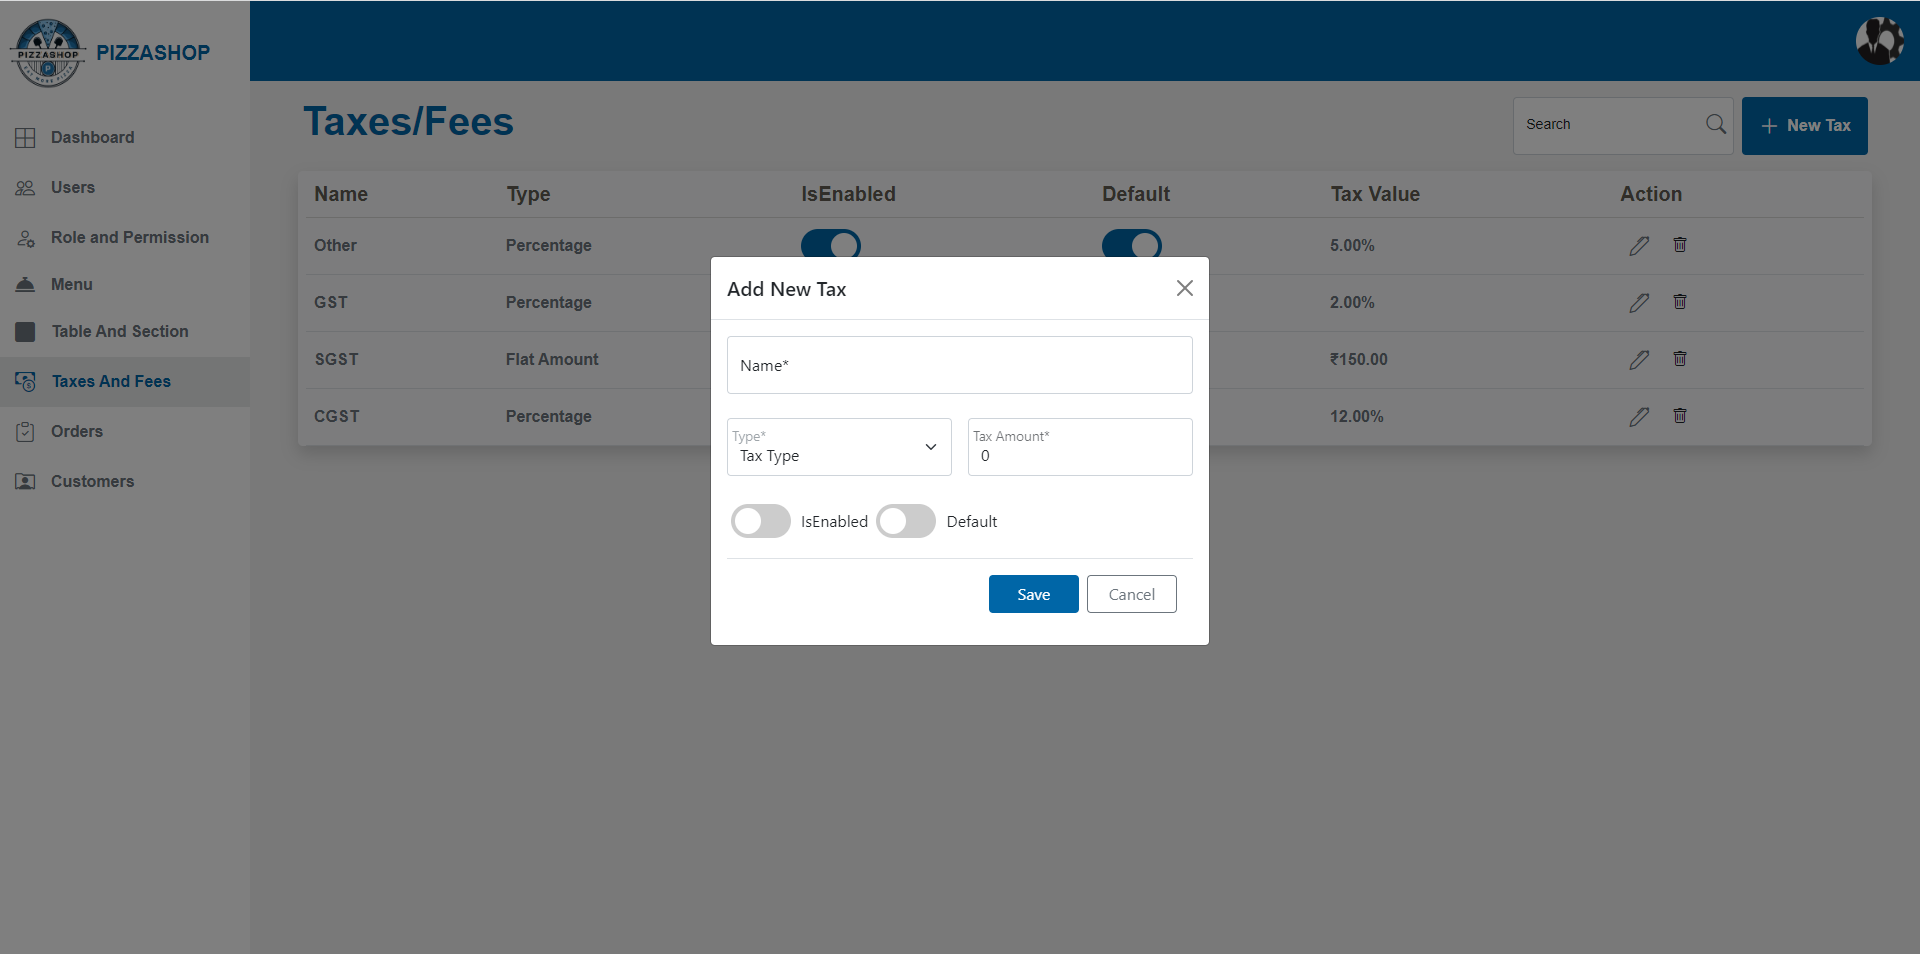 PIZZASHOP
PIZZASHOP
Dashboard
Users
Role and Permission
Menu
Table And Section
Taxes And Fees
Orders
Customers
Taxes/Fees
Search
New Tax
Name Type IsEnabled Default Tax Value Action
Other Percentage 5.00%
GST Percentage 2.00%
SGST Flat Amount ₹150.00
CGST Percentage 12.00%
Add New Tax
Name*
Type*
Tax Type
Tax Amount*
0
IsEnabled Default
Save Cancel